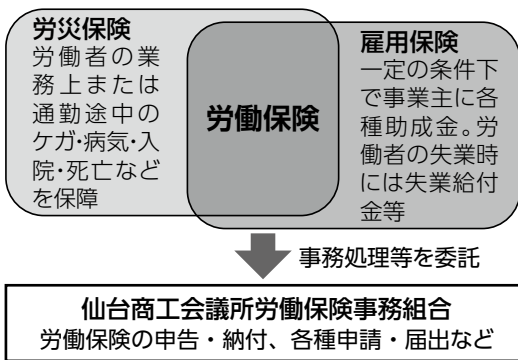 労災保険
労働者の業
務上または
通勤途中の
ケガ・病気・入
院・死亡など
を保障
労働保険
雇用保険
一定の条件下
で事業主に各
種助成金。労
働者の失業時
には失業給付
金等
事務処理等を委託
仙台商工会議所労働保険事務組合
労働保険の申告・納付、各種申請・届出など